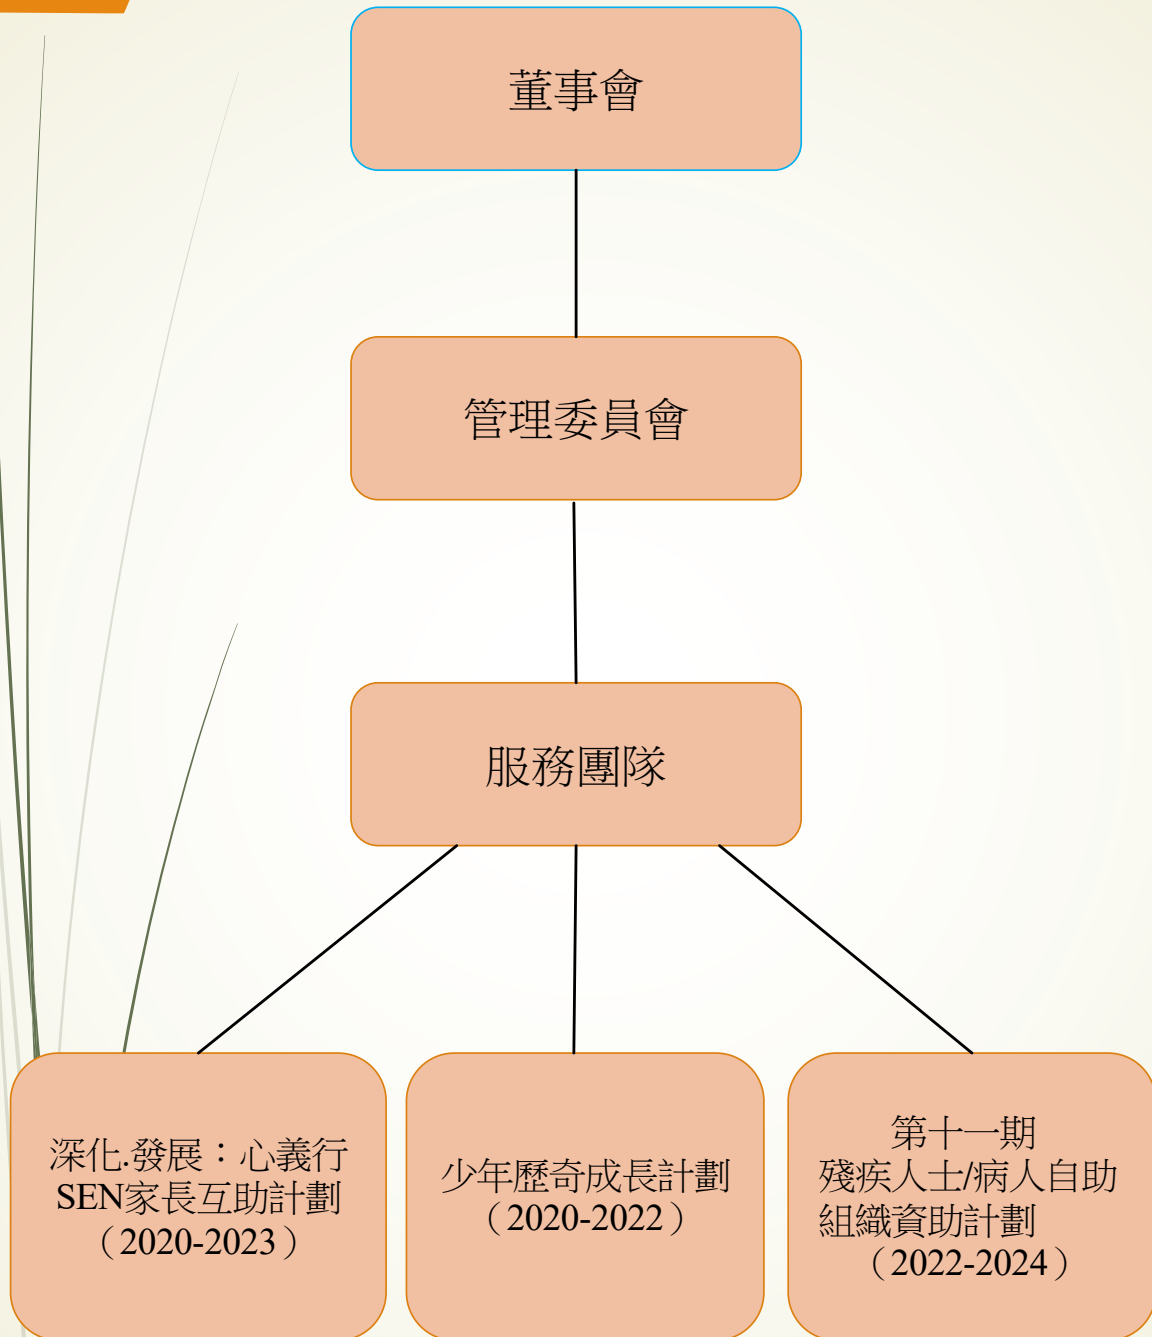 董事會
管理委員會
服務團隊
深化.發展：心義行
SEN家長互助計劃
（2020-2023）
少年歷奇成長計劃
（2020-2022）
第十一期
殘疾人士/病人自助
組織資助計劃
（2022-2024）